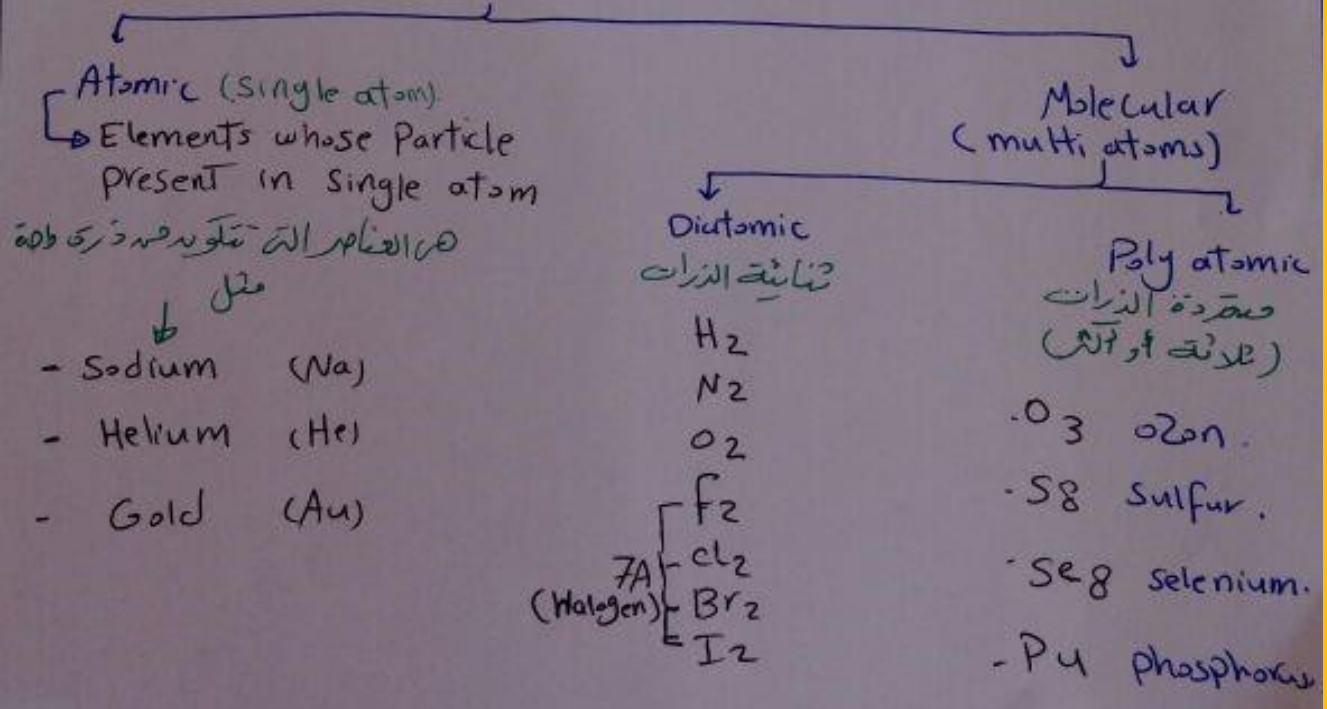 Atomic (Single atom).
Elements whose Particle
present in Single atom
هي العناصر التي تتكون من ذرة واحدة
مثل
- Sodium (Na)
- Helium (He)
- Gold (Au)
Molecular
(multi atoms)
Diatomic
ثنائية الذرات
H2
N2
O2
F2
Cl2
Br2
I2
7A
(Halogen)
Poly atomic
متعددة الذرات
(ثلاثة أو أكثر)
.O3 ozon.
.S8 Sulfur.
.Se8 selenium.
-P4 phosphorus.